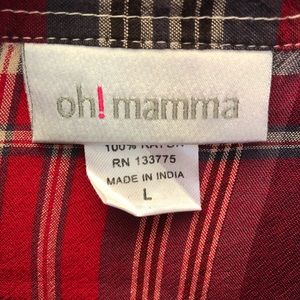 oh! mamma
100% RAYON
RN 133775
MADE IN INDIA
L